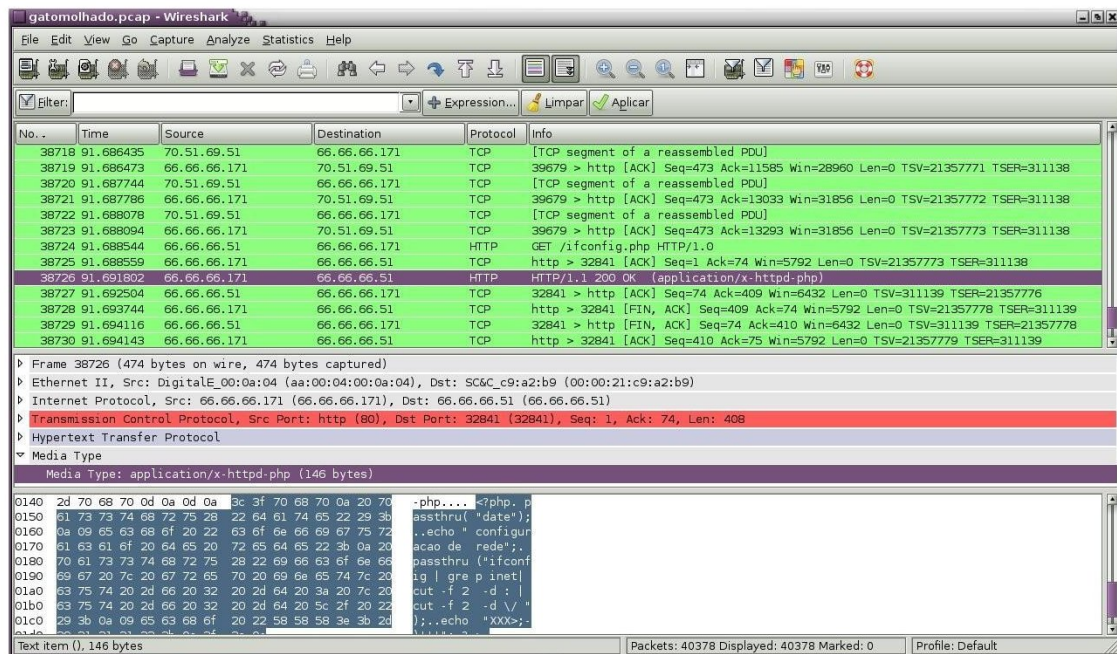 gatomolhado.pcap - Wireshark
File Edit View Go Capture Analyze Statistics Help
Filter: Expression... Limpar Aplicar
No. . Time Source Destination Protocol Info
38718 91.686435 70.51.69.51 66.66.66.171 TCP [TCP segment of a reassembled PDU]
38719 91.686473 66.66.66.171 70.51.69.51 TCP 39679 > http [ACK] Seq=473 Ack=11585 Win=28960 Len=0 TSV=21357771 TSER=311138
38720 91.687744 70.51.69.51 66.66.66.171 TCP [TCP segment of a reassembled PDU]
38721 91.687786 66.66.66.171 70.51.69.51 TCP 39679 > http [ACK] Seq=473 Ack=13033 Win=31856 Len=0 TSV=21357772 TSER=311138
38722 91.688078 70.51.69.51 66.66.66.171 TCP [TCP segment of a reassembled PDU]
38723 91.688094 66.66.66.171 70.51.69.51 TCP 39679 > http [ACK] Seq=473 Ack=13293 Win=31856 Len=0 TSV=21357773 TSER=311138
38724 91.688544 66.66.66.51 66.66.66.171 HTTP GET /ifconfig.php HTTP/1.0
38725 91.688559 66.66.66.171 66.66.66.51 TCP http > 32841 [ACK] Seq=1 Ack=74 Win=5792 Len=0 TSV=21357773 TSER=311138
38726 91.691802 66.66.66.171 66.66.66.51 HTTP HTTP/1.1 200 OK (application/x-httpd-php)
38727 91.692504 66.66.66.51 66.66.66.171 TCP 32841 > http [ACK] Seq=74 Ack=409 Win=6432 Len=0 TSV=311139 TSER=21357776
38728 91.693744 66.66.66.171 66.66.66.51 TCP http > 32841 [FIN, ACK] Seq=409 Ack=74 Win=5792 Len=0 TSV=21357778 TSER=311139
38729 91.694116 66.66.66.51 66.66.66.171 TCP 32841 > http [FIN, ACK] Seq=74 Ack=410 Win=6432 Len=0 TSV=311139 TSER=21357778
38730 91.694143 66.66.66.171 66.66.66.51 TCP http > 32841 [ACK] Seq=410 Ack=75 Win=5792 Len=0 TSV=21357779 TSER=311139
Frame 38726 (474 bytes on wire, 474 bytes captured)
Ethernet II, Src: DigitalE_00:0a:04 (aa:00:04:00:0a:04), Dst: SC&C_c9:a2:b9 (00:00:21:c9:a2:b9)
Internet Protocol, Src: 66.66.66.171 (66.66.66.171), Dst: 66.66.66.51 (66.66.66.51)
Transmission Control Protocol, Src Port: http (80), Dst Port: 32841 (32841), Seq: 1, Ack: 74, Len: 408
Hypertext Transfer Protocol
Media Type
Media Type: application/x-httpd-php (146 bytes)
0140 2d 70 68 70 0d 0a 0d 0a 3c 3f 70 68 70 0a 20 70 -php.... <?php. p
0150 61 73 73 74 68 72 75 28 22 64 61 74 65 22 29 3b assthru( "date");
0160 0a 09 65 63 68 6f 20 22 63 6f 6e 66 69 67 75 72 ..echo " configur
0170 61 63 61 6f 20 64 65 20 72 65 64 65 22 3b 0a 20 acao de rede";.
0180 70 61 73 73 74 68 72 75 28 22 69 66 63 6f 6e 66 passthru ("ifconf
0190 69 67 20 7c 20 67 72 65 70 20 69 6e 65 74 7c 20 ig | gre p inet|
01a0 63 75 74 20 2d 66 20 32 20 2d 64 20 3a 20 7c 20 cut -f 2 -d : |
01b0 63 75 74 20 2d 66 20 32 20 2d 64 20 5c 2f 20 22 cut -f 2 -d \/ "
01c0 29 3b 0a 09 65 63 68 6f 20 22 58 58 58 3e 3b 2d );..echo "XXX>;-
Text item (), 146 bytes Packets: 40378 Displayed: 40378 Marked: 0 Profile: Default